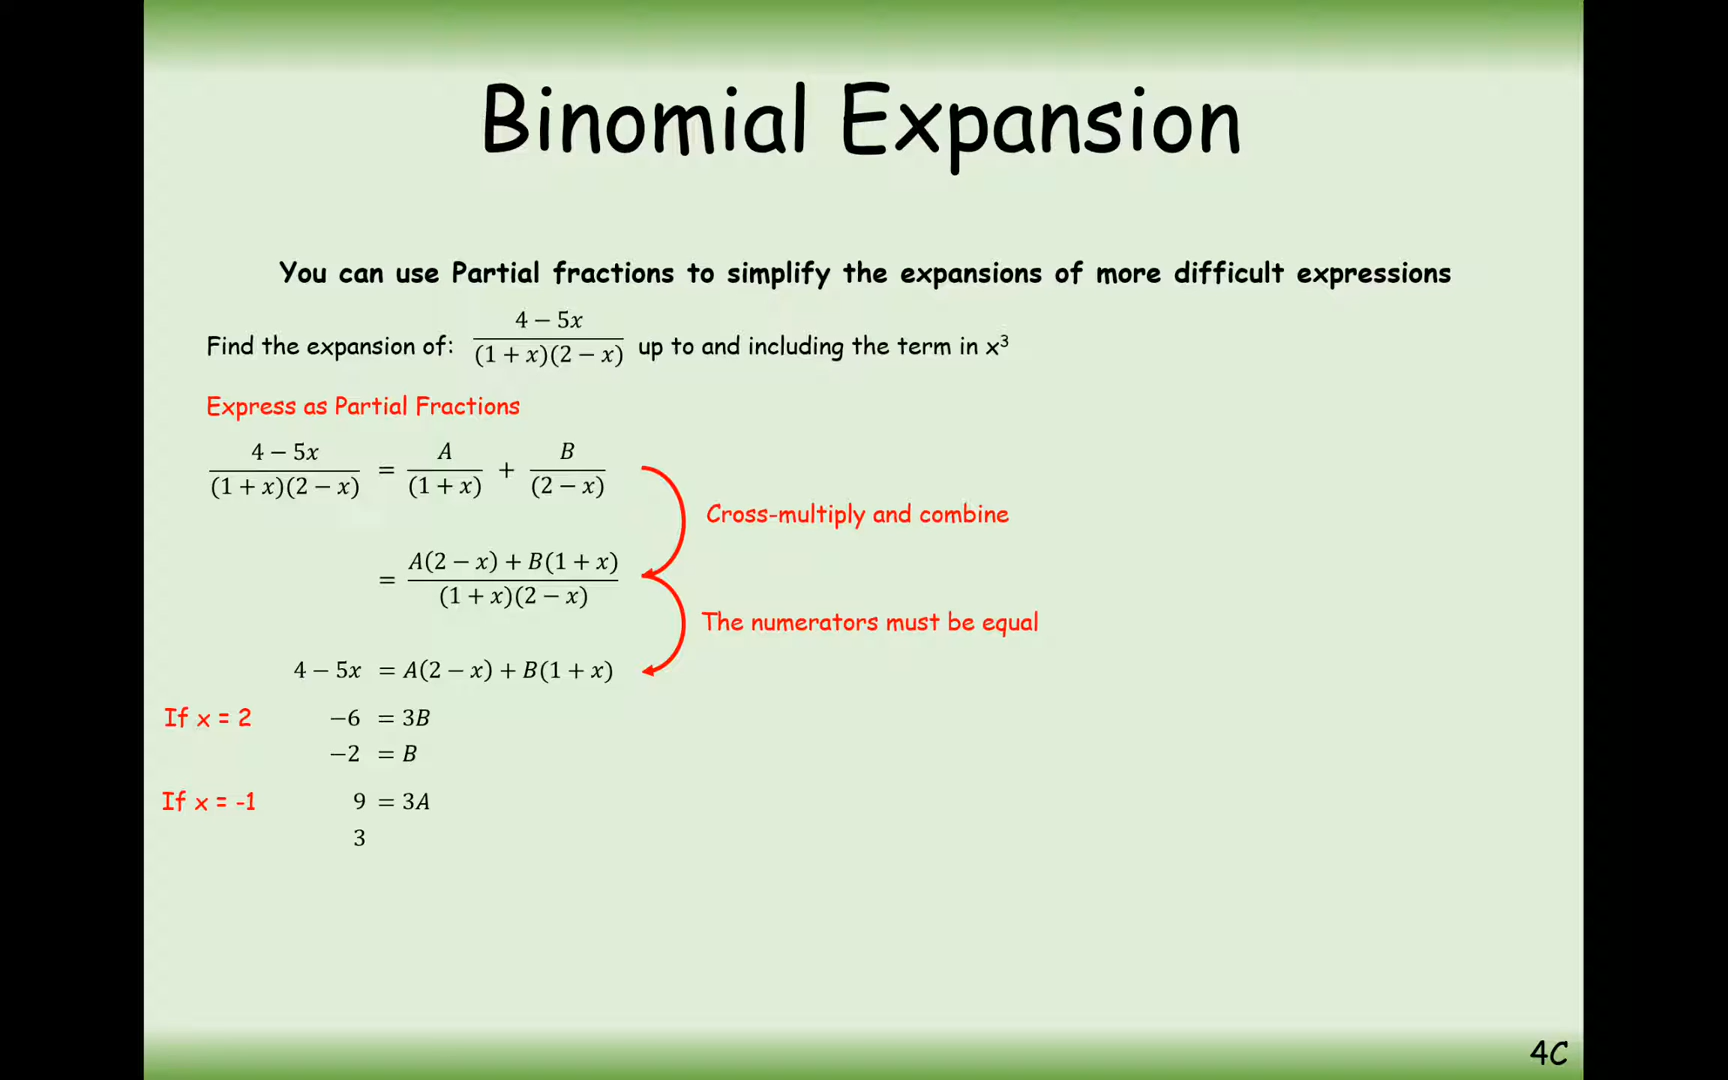 Binomial Expansion
You can use Partial fractions to simplify the expansions of more difficult expressions
Find the expansion of: (4 − 5x)/((1 + x)(2 − x)) up to and including the term in x³
Express as Partial Fractions
(4 − 5x)/((1 + x)(2 − x)) = A/(1 + x) + B/(2 − x)
Cross-multiply and combine
= (A(2 − x) + B(1 + x))/((1 + x)(2 − x))
The numerators must be equal
4 − 5x = A(2 − x) + B(1 + x)
If x = 2 −6 = 3B
−2 = B
If x = -1 9 = 3A
3
4C